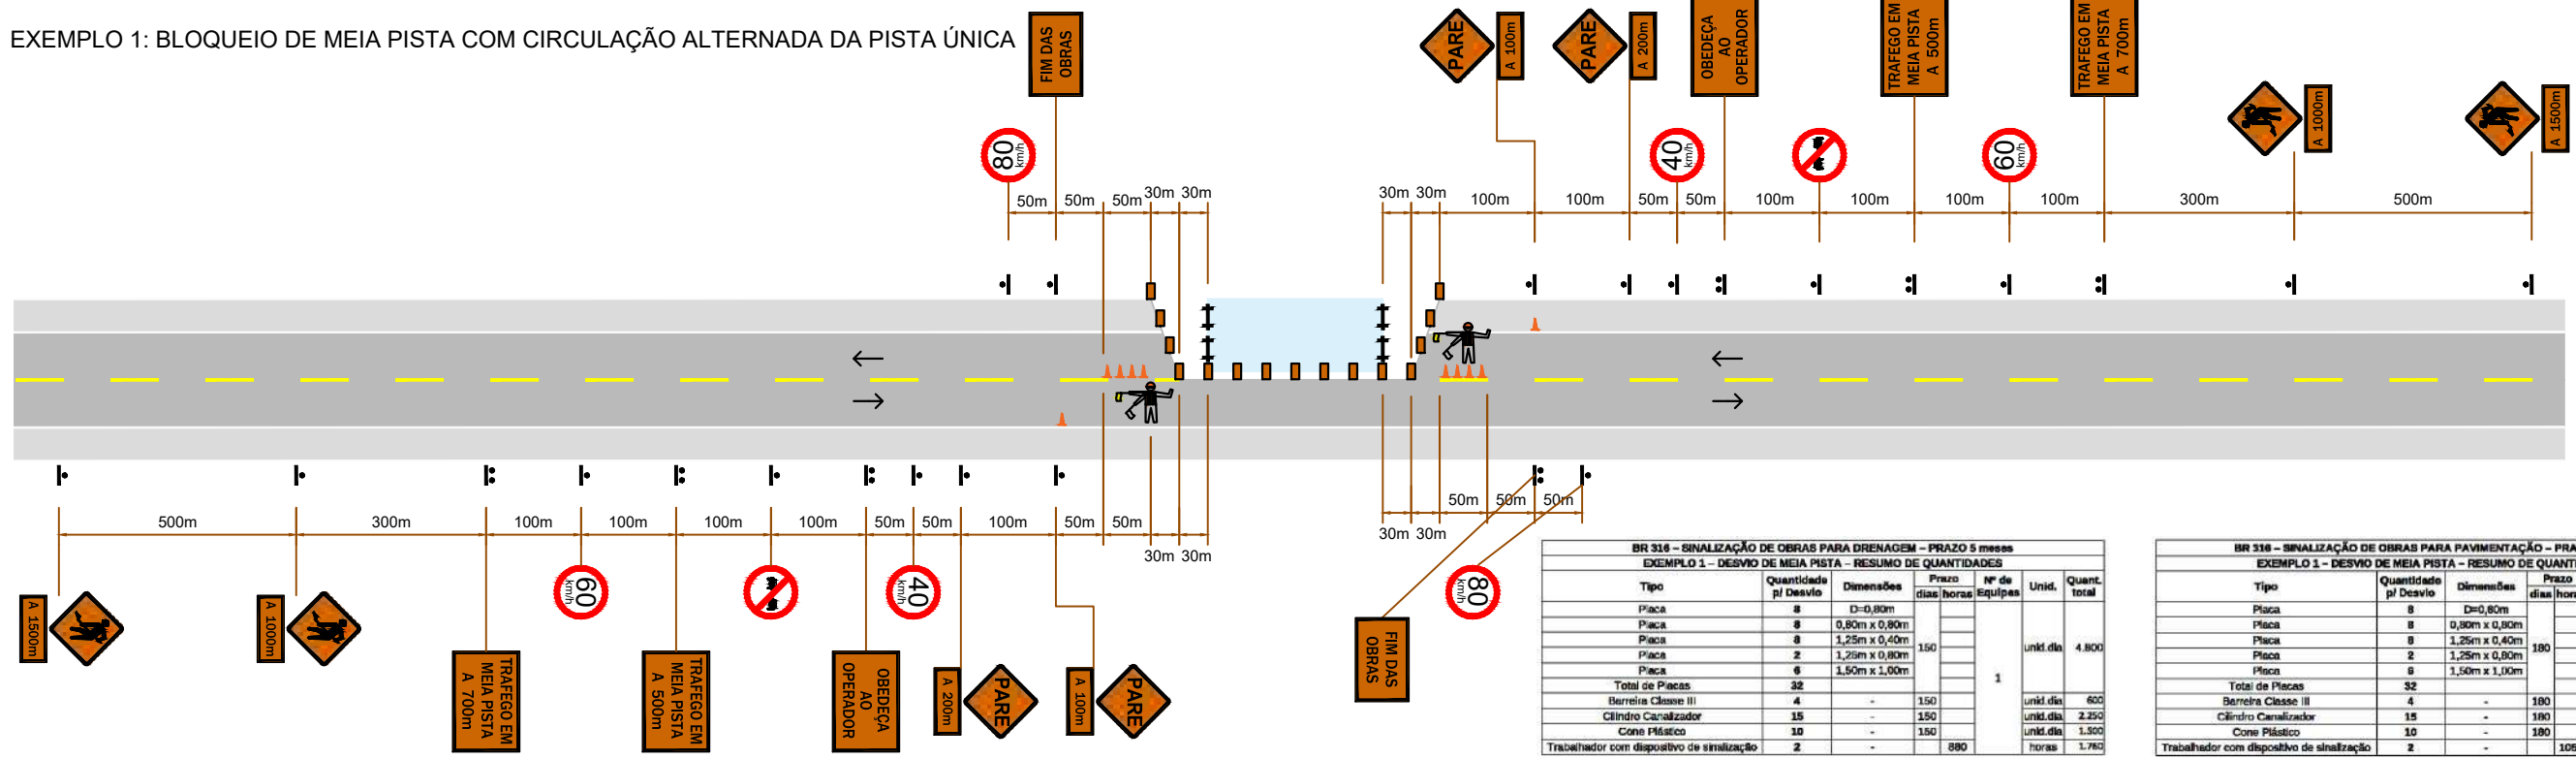 EXEMPLO 1: BLOQUEIO DE MEIA PISTA COM CIRCULAÇÃO ALTERNADA DA PISTA ÚNICA
FIM DAS
OBRAS
PARE
A 100m
PARE
A 200m
OBEDEÇA
AO
OPERADOR
TRAFEGO EM
MEIA PISTA
A 500m
TRAFEGO EM
MEIA PISTA
A 700m
A 1000m
A 1500m
80
km/h
40
km/h
60
km/h
50m 50m 50m 30m 30m
30m 30m 100m 100m 50m 50m 100m 100m 100m 100m 300m 500m
500m 300m 100m 100m 100m 100m 50m 50m 100m 50m 50m
30m 30m
50m 50m 50m
30m 30m
60
km/h
40
km/h
80
km/h
A 1500m
A 1000m
TRAFEGO EM
MEIA PISTA
A 700m
TRAFEGO EM
MEIA PISTA
A 500m
OBEDEÇA
AO
OPERADOR
A 200m
PARE
A 100m
PARE
FIM DAS
OBRAS
BR 316 – SINALIZAÇÃO DE OBRAS PARA DRENAGEM – PRAZO 5 meses
EXEMPLO 1 – DESVIO DE MEIA PISTA – RESUMO DE QUANTIDADES
Tipo Quantidade p/ Desvio Dimensões Prazo dias horas Nº de Equipes Unid. Quant. total
Placa 8 D=0,80m
Placa 8 0,80m x 0,80m
Placa 8 1,25m x 0,40m 150 unid.dia 4.800
Placa 2 1,25m x 0,80m
Placa 6 1,50m x 1,00m
Total de Placas 32 1
Barreira Classe III 4 - 150 unid.dia 600
Cilindro Canalizador 15 - 150 unid.dia 2.250
Cone Plástico 10 - 150 unid.dia 1.500
Trabalhador com dispositivo de sinalização 2 - 880 horas 1.760
BR 316 – SINALIZAÇÃO DE OBRAS PARA PAVIMENTAÇÃO – PRA
EXEMPLO 1 – DESVIO DE MEIA PISTA – RESUMO DE QUANT
Tipo Quantidade p/ Desvio Dimensões Prazo dias hora
Placa 8 D=0,80m
Placa 8 0,80m x 0,80m
Placa 8 1,25m x 0,40m 180
Placa 2 1,25m x 0,80m
Placa 6 1,50m x 1,00m
Total de Placas 32
Barreira Classe III 4 - 180
Cilindro Canalizador 15 - 180
Cone Plástico 10 - 180
Trabalhador com dispositivo de sinalização 2 - 105